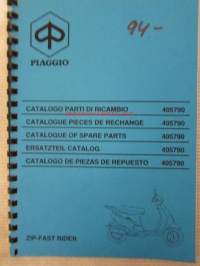 94-
PIAGGIO
CATALOGO PARTI DI RICAMBIO 405790
CATALOGUE PIECES DE RECHANGE 405790
CATALOGUE OF SPARE PARTS 405790
ERSATZTEIL CATALOG 405790
CATALOGO DE PIEZAS DE REPUESTO 405790
ZIP-FAST RIDER